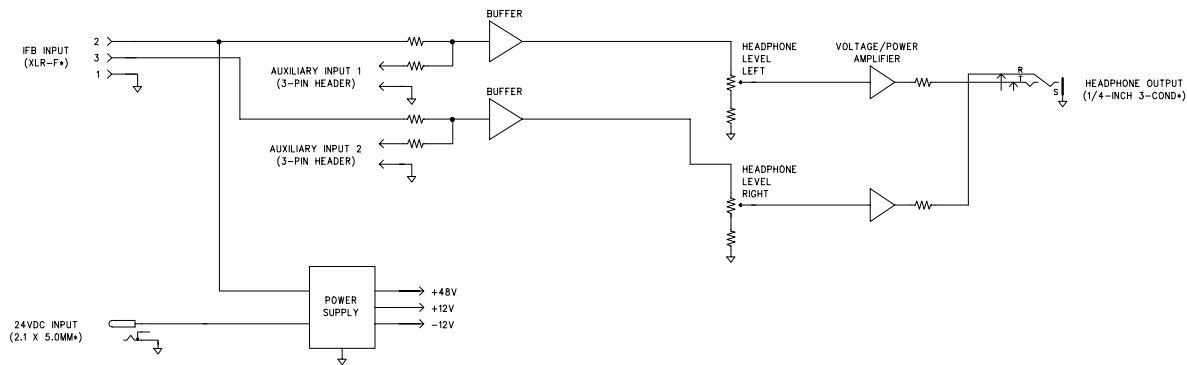 BUFFER
IFB INPUT
(XLR-F*)
2
3
1
AUXILIARY INPUT 1
(3-PIN HEADER)
BUFFER
AUXILIARY INPUT 2
(3-PIN HEADER)
HEADPHONE
LEVEL
LEFT
VOLTAGE/POWER
AMPLIFIER
R
T
S
HEADPHONE OUTPUT
(1/4-INCH 3-COND*)
HEADPHONE
LEVEL
RIGHT
POWER
SUPPLY
+48V
+12V
-12V
24VDC INPUT
(2.1 X 5.0MM*)